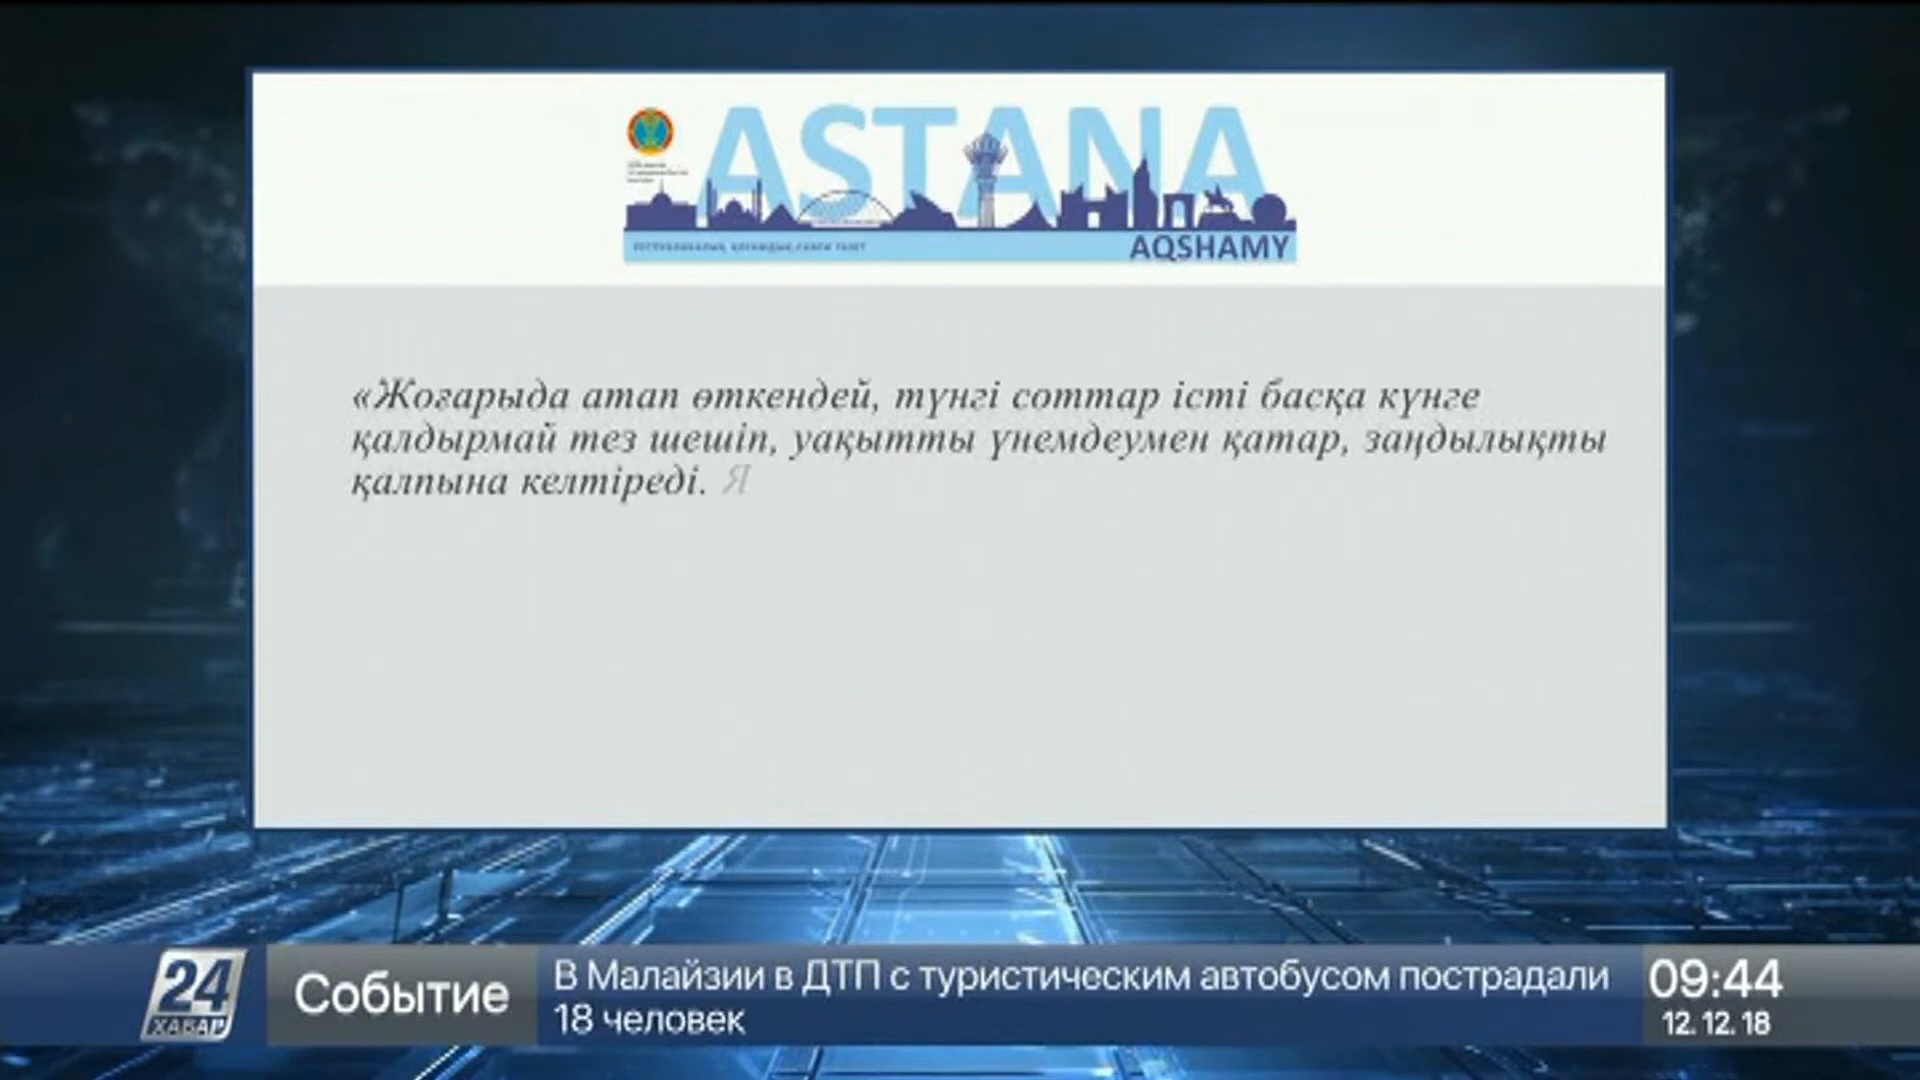 ASTANA
AQSHAMY
«Жоғарыда атап өткендей, түнгі соттар істі басқа күнге
қалдырмай тез шешіп, уақытты үнемдеумен қатар, заңдылықты
қалпына келтіреді. Я
24
ХАБАР
Событие
В Малайзии в ДТП с туристическим автобусом пострадали
18 человек
09:44
12. 12. 18